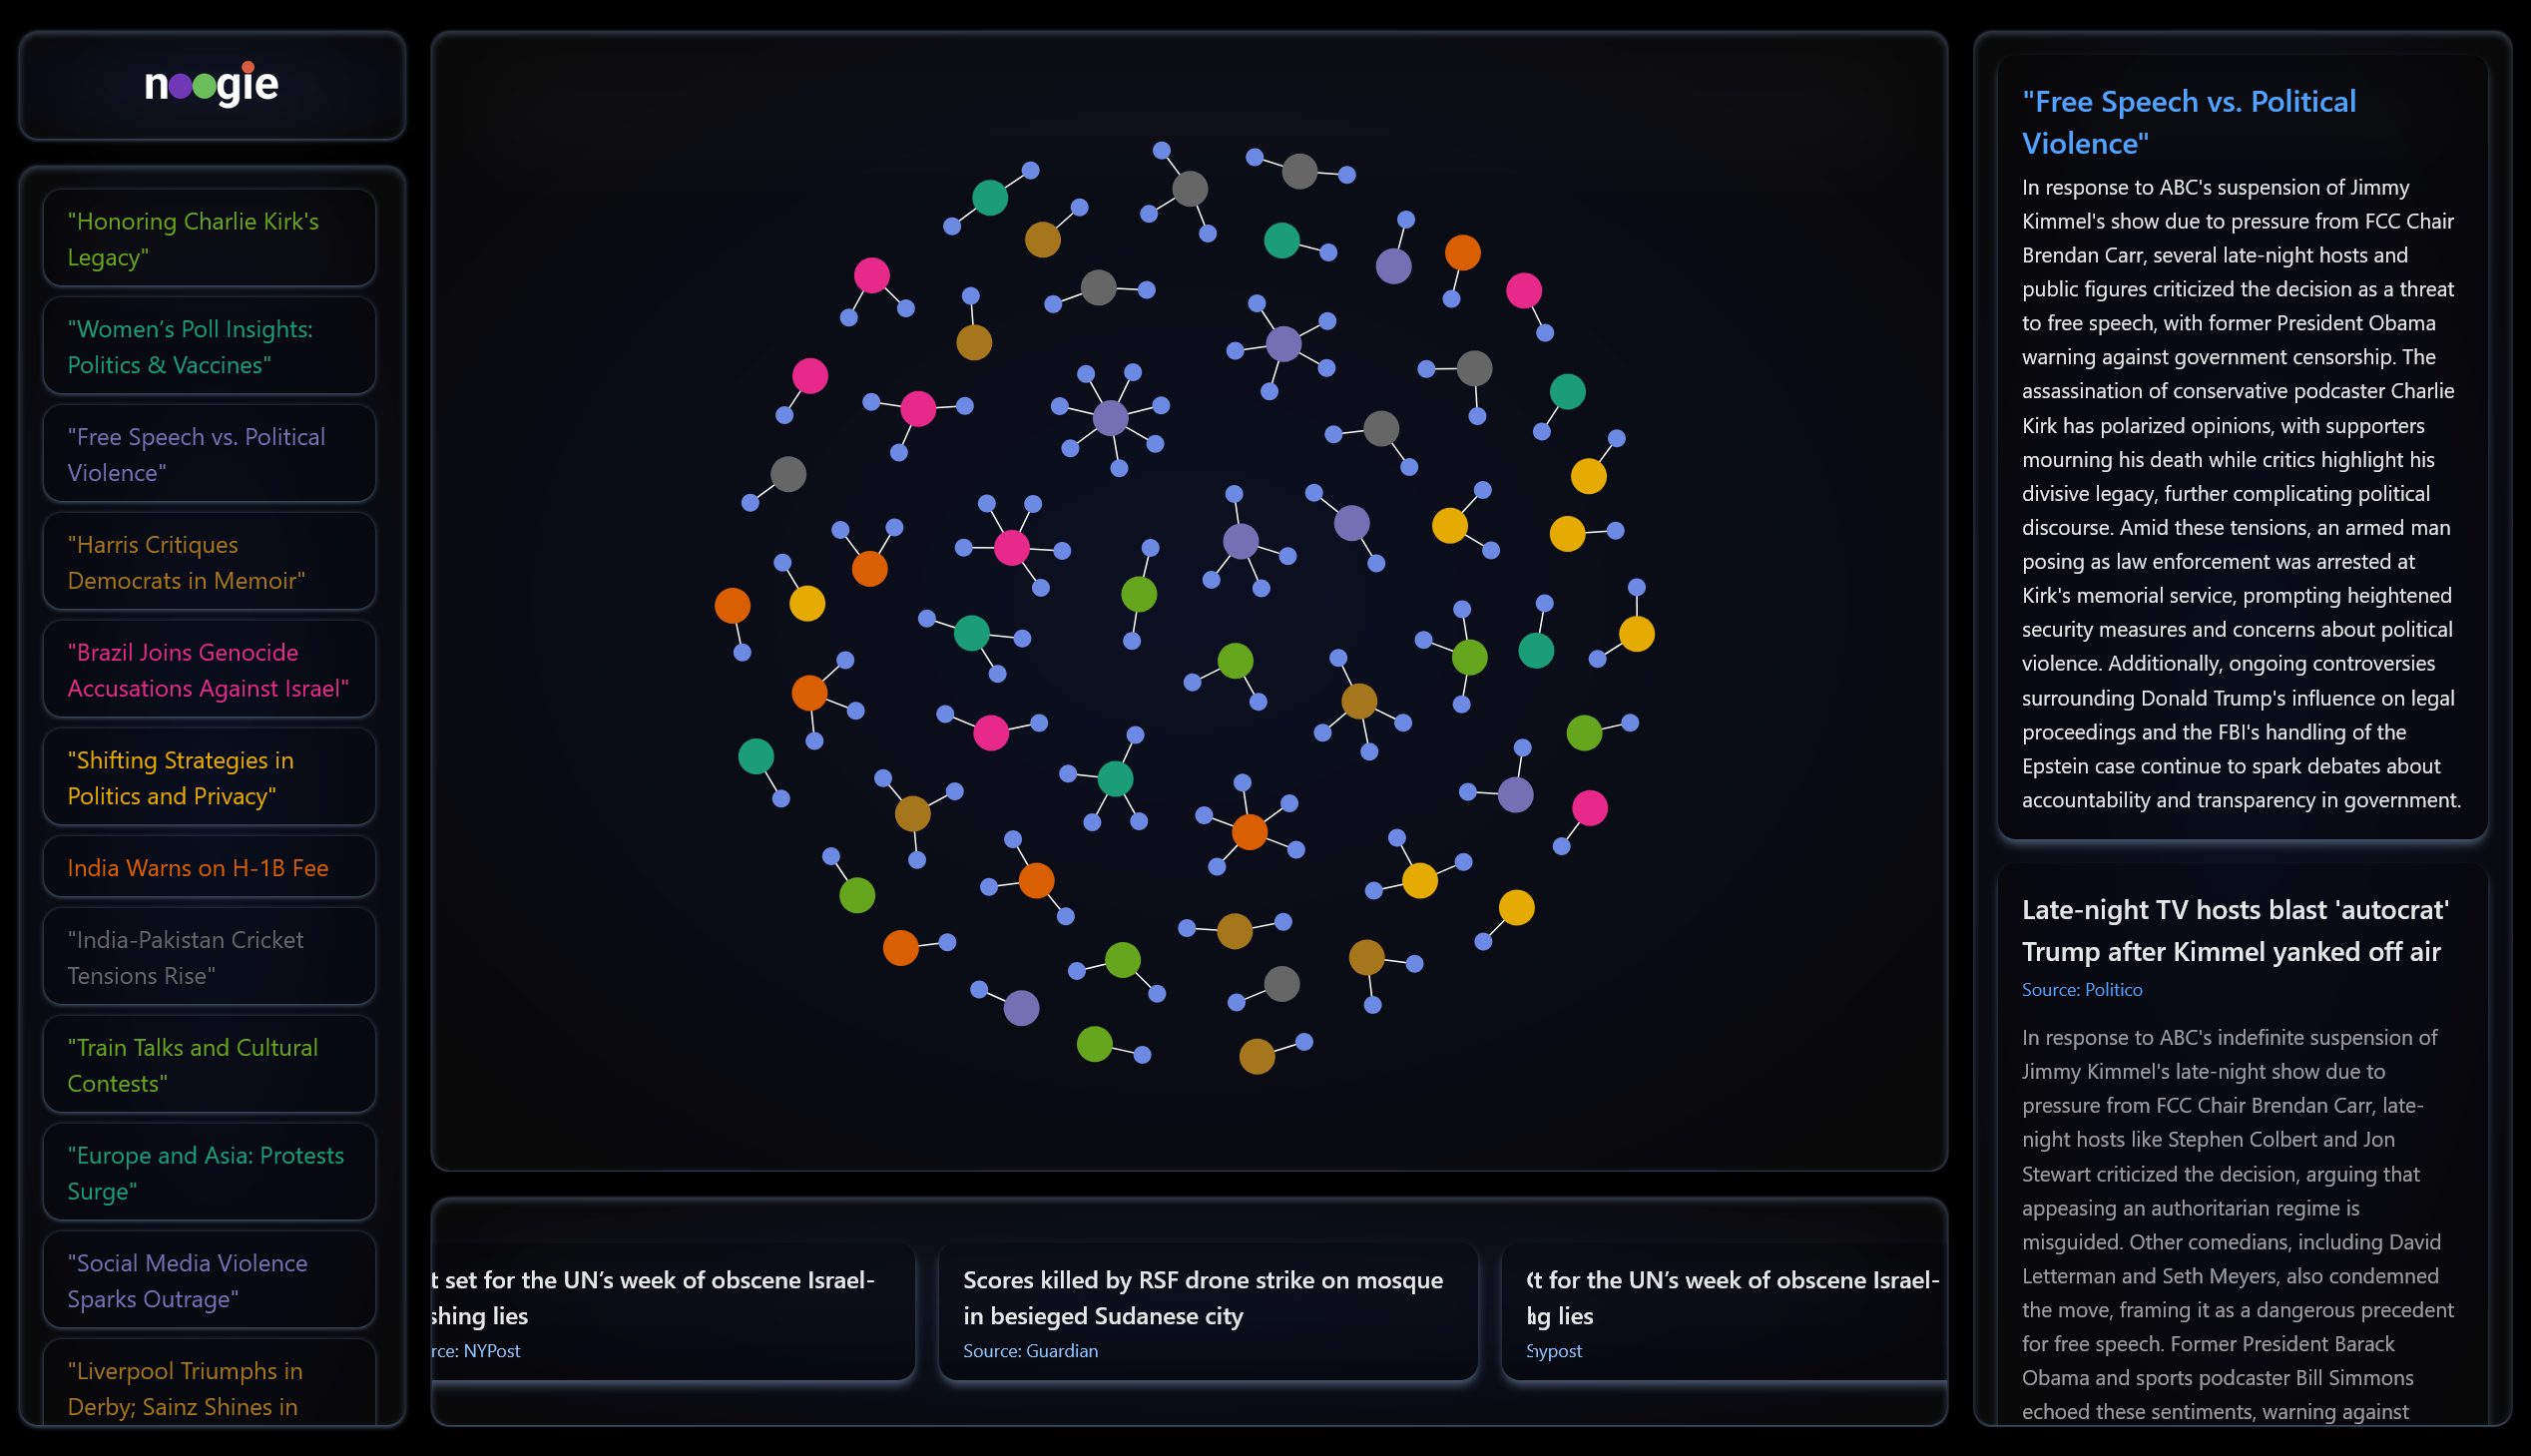 noogie
"Honoring Charlie Kirk's
Legacy"
"Women’s Poll Insights:
Politics & Vaccines"
"Free Speech vs. Political
Violence"
"Harris Critiques
Democrats in Memoir"
"Brazil Joins Genocide
Accusations Against Israel"
"Shifting Strategies in
Politics and Privacy"
India Warns on H-1B Fee
"India-Pakistan Cricket
Tensions Rise"
"Train Talks and Cultural
Contests"
"Europe and Asia: Protests
Surge"
"Social Media Violence
Sparks Outrage"
"Liverpool Triumphs in
Derby; Sainz Shines in
t set for the UN’s week of obscene Israel-
shing lies
rce: NYPost
Scores killed by RSF drone strike on mosque
in besieged Sudanese city
Source: Guardian
t for the UN’s week of obscene Israel-
g lies
ypost
"Free Speech vs. Political
Violence"
In response to ABC's suspension of Jimmy
Kimmel's show due to pressure from FCC Chair
Brendan Carr, several late-night hosts and
public figures criticized the decision as a threat
to free speech, with former President Obama
warning against government censorship. The
assassination of conservative podcaster Charlie
Kirk has polarized opinions, with supporters
mourning his death while critics highlight his
divisive legacy, further complicating political
discourse. Amid these tensions, an armed man
posing as law enforcement was arrested at
Kirk's memorial service, prompting heightened
security measures and concerns about political
violence. Additionally, ongoing controversies
surrounding Donald Trump's influence on legal
proceedings and the FBI's handling of the
Epstein case continue to spark debates about
accountability and transparency in government.
Late-night TV hosts blast 'autocrat'
Trump after Kimmel yanked off air
Source: Politico
In response to ABC's indefinite suspension of
Jimmy Kimmel's late-night show due to
pressure from FCC Chair Brendan Carr, late-
night hosts like Stephen Colbert and Jon
Stewart criticized the decision, arguing that
appeasing an authoritarian regime is
misguided. Other comedians, including David
Letterman and Seth Meyers, also condemned
the move, framing it as a dangerous precedent
for free speech. Former President Barack
Obama and sports podcaster Bill Simmons
echoed these sentiments, warning against